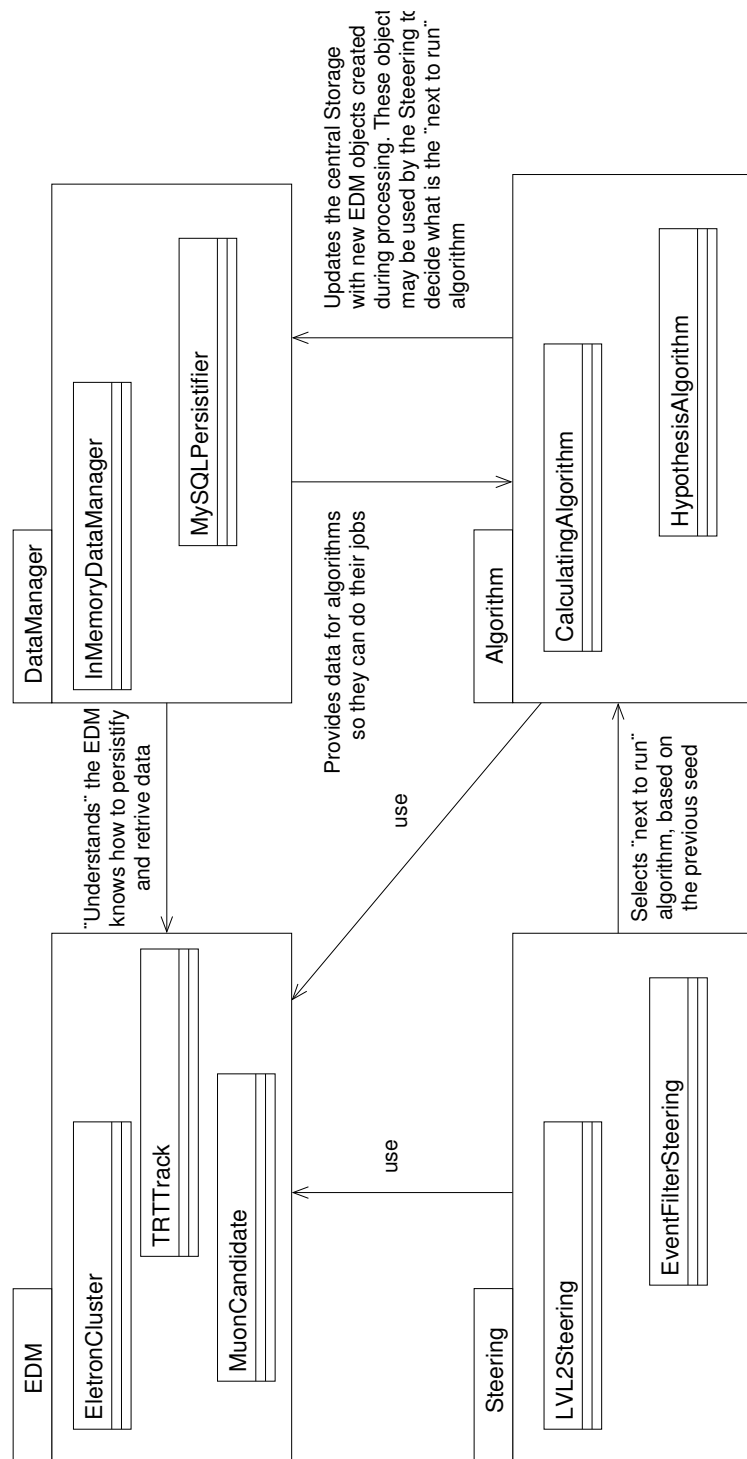 EDM
EletronCluster
TRTTrack
MuonCandidate
¨Understands¨ the EDM
knows how to persistify
and retrive data
DataManager
InMemoryDataManager
MySQLPersistifier
use
use
Provides data for algorithms
so they can do their jobs
Updates the central Storage
with new EDM objects created
during processing. These object
may be used by the Steeering to
decide what is the ¨next to run¨
algorithm
Steering
LVL2Steering
EventFilterSteering
Selects ¨next to run¨
algorithm, based on
the previous seed
Algorithm
CalculatingAlgorithm
HypothesisAlgorithm